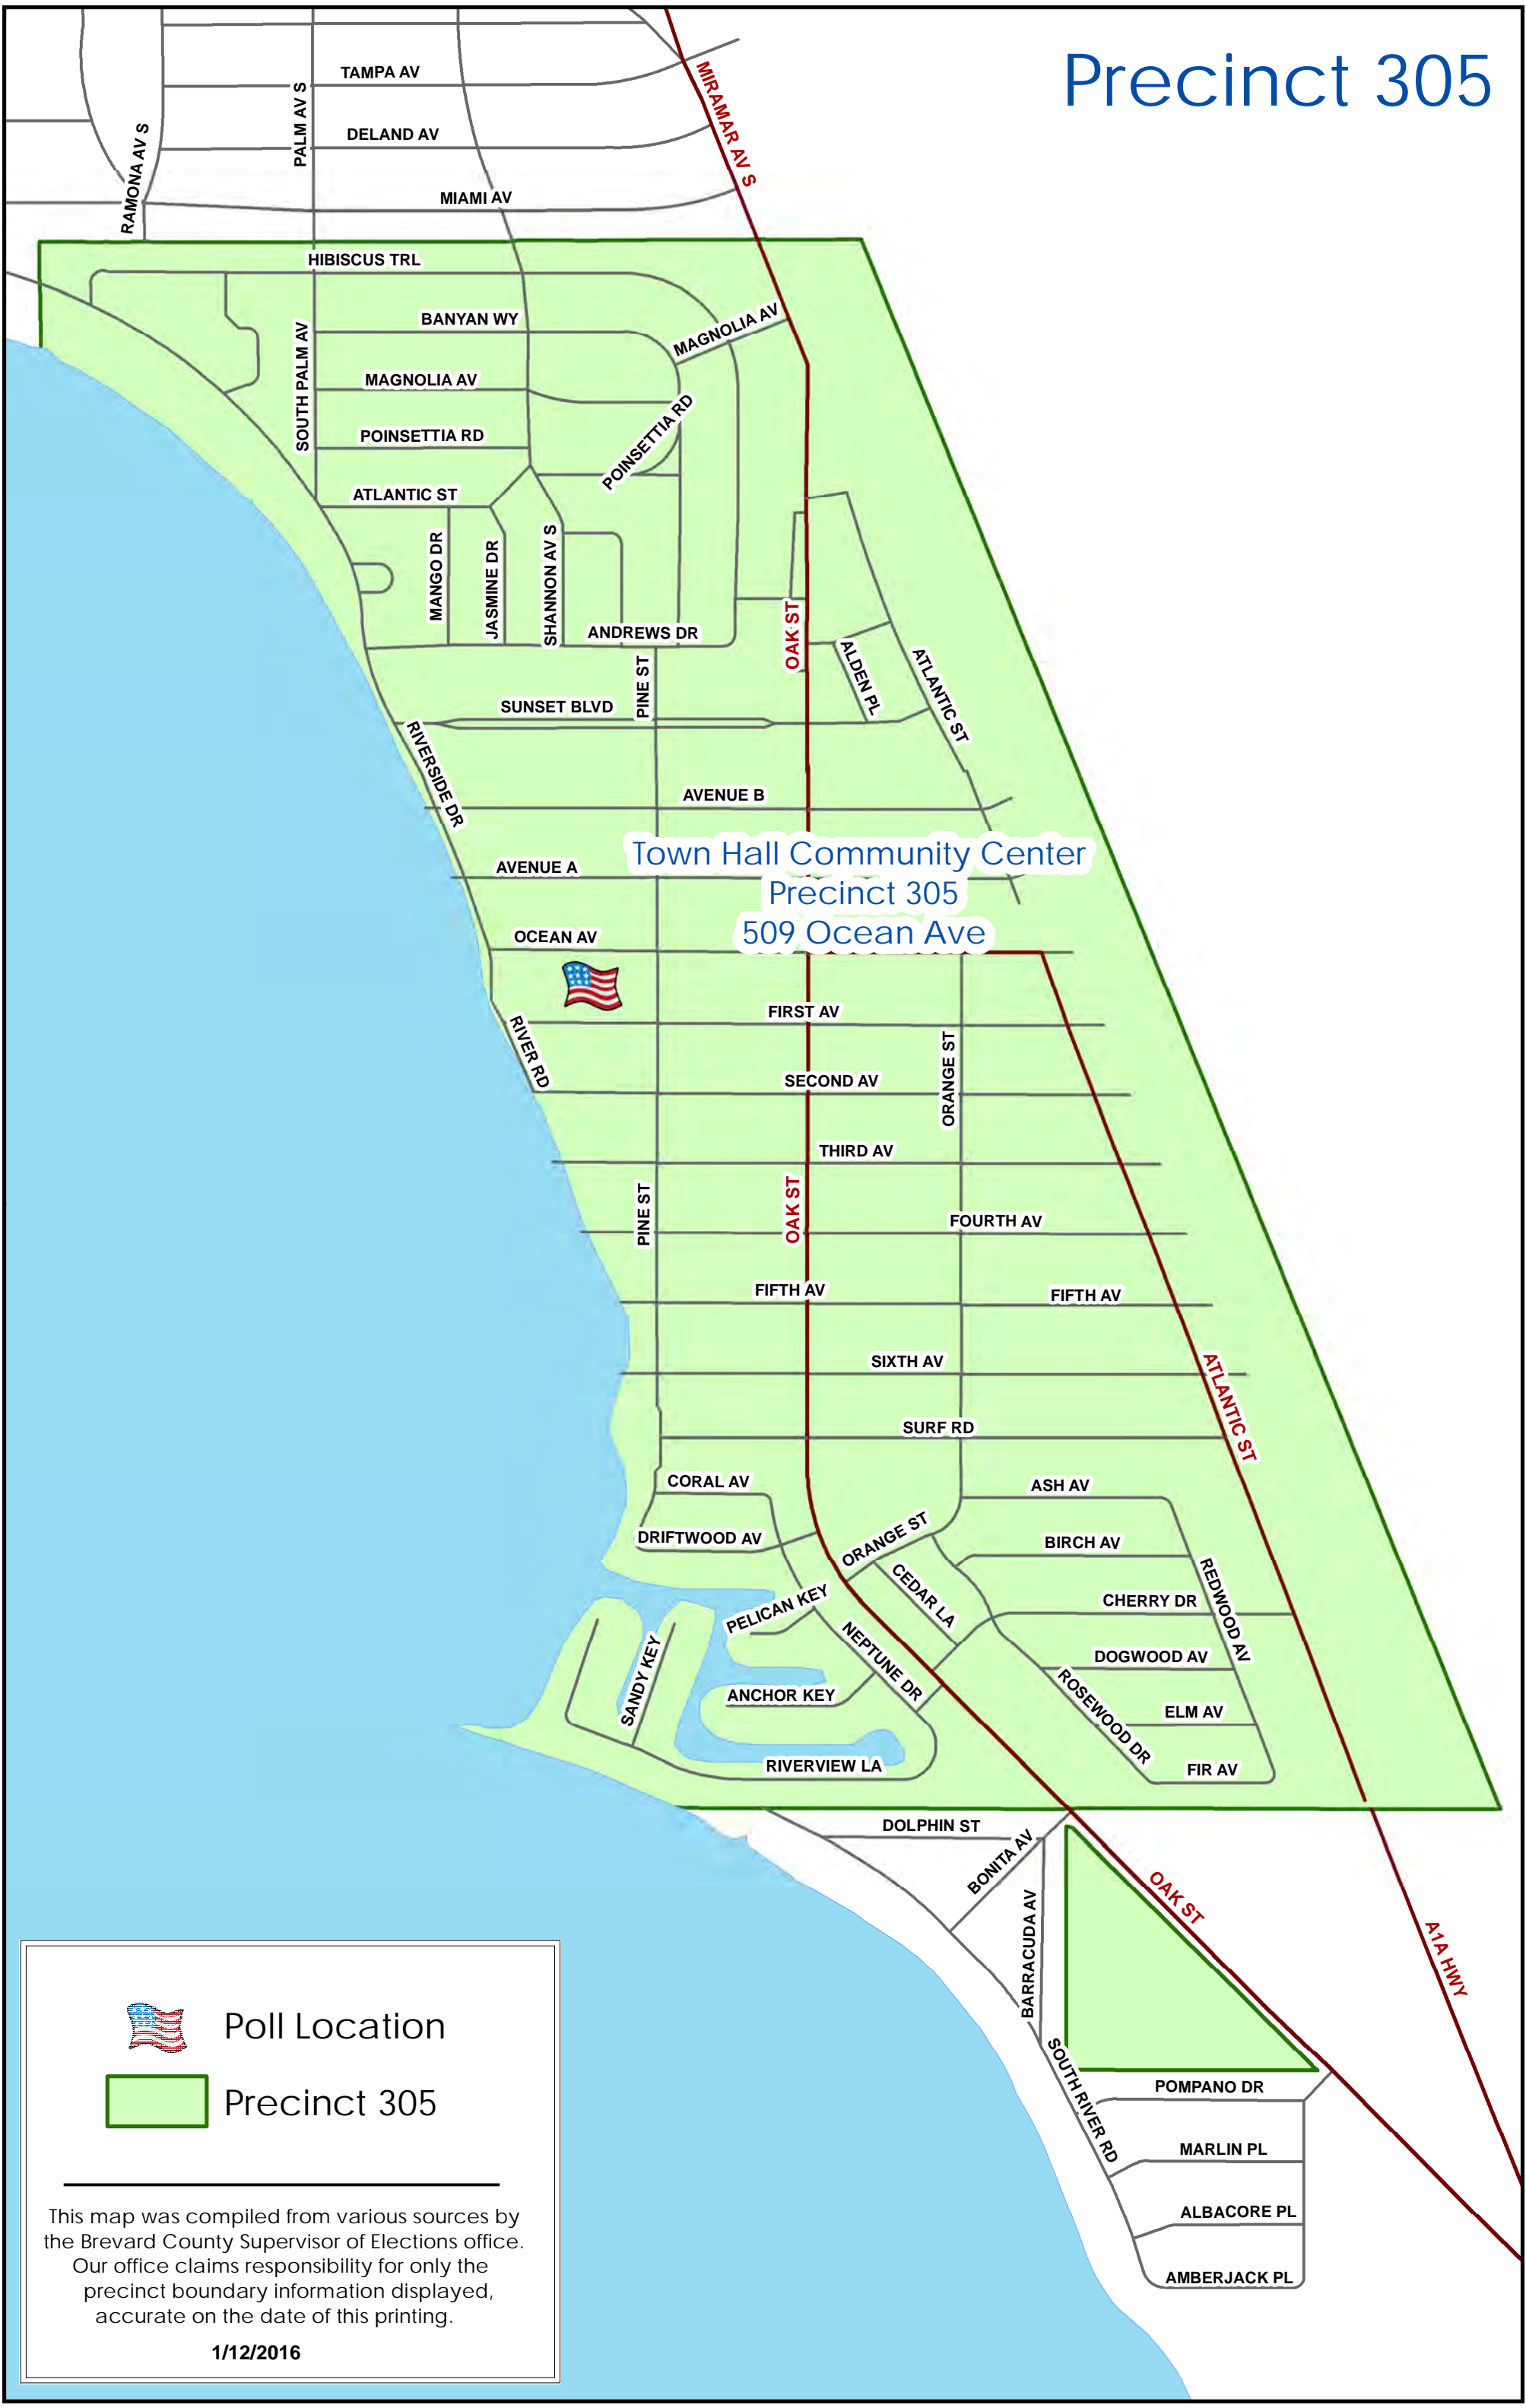 Precinct 305
TAMPA AV
PALM AV S
MIRAMAR AV S
RAMONA AV S
DELAND AV
MIAMI AV
HIBISCUS TRL
BANYAN WY
MAGNOLIA AV
SOUTH PALM AV
MAGNOLIA AV
POINSETTIA RD
POINSETTIA RD
ATLANTIC ST
MANGO DR
JASMINE DR
SHANNON AV S
ANDREWS DR
OAK ST
ALDEN PL
ATLANTIC ST
PINE ST
SUNSET BLVD
RIVERSIDE DR
AVENUE B
Town Hall Community Center
Precinct 305
509 Ocean Ave
AVENUE A
OCEAN AV
FIRST AV
RIVER RD
ORANGE ST
SECOND AV
THIRD AV
PINE ST
OAK ST
FOURTH AV
FIFTH AV
FIFTH AV
SIXTH AV
ATLANTIC ST
SURF RD
CORAL AV
ASH AV
DRIFTWOOD AV
ORANGE ST
BIRCH AV
CEDAR LA
REDWOOD AV
PELICAN KEY
CHERRY DR
NEPTUNE DR
SANDY KEY
DOGWOOD AV
ANCHOR KEY
ROSEWOOD DR
ELM AV
RIVERVIEW LA
FIR AV
DOLPHIN ST
BONITA AV
OAK ST
BARRACUDA AV
A1A HWY
SOUTH RIVER RD
POMPANO DR
MARLIN PL
ALBACORE PL
AMBERJACK PL
Poll Location
Precinct 305
This map was compiled from various sources by
the Brevard County Supervisor of Elections office.
Our office claims responsibility for only the
precinct boundary information displayed,
accurate on the date of this printing.
1/12/2016